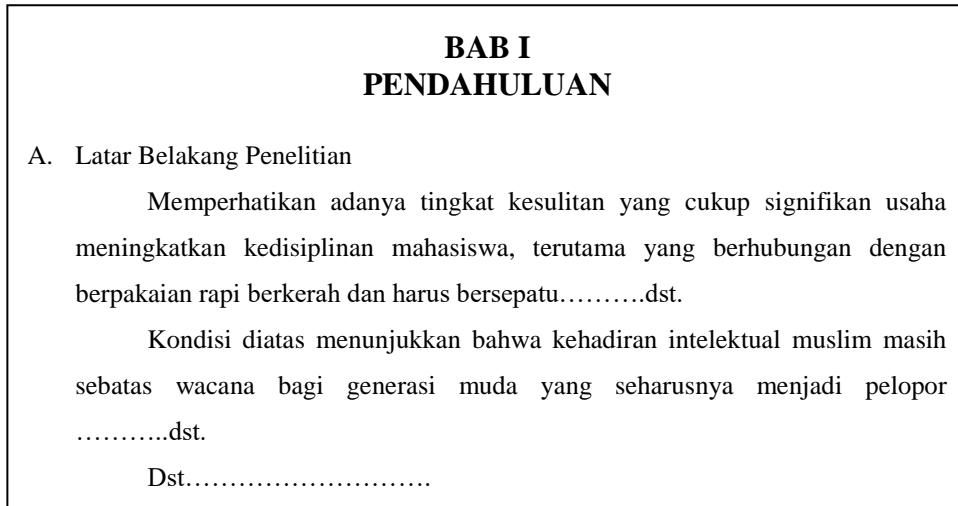 BAB I
PENDAHULUAN
A. Latar Belakang Penelitian
Memperhatikan adanya tingkat kesulitan yang cukup signifikan usaha
meningkatkan kedisiplinan mahasiswa, terutama yang berhubungan dengan
berpakaian rapi berkerah dan harus bersepatu……….dst.
Kondisi diatas menunjukkan bahwa kehadiran intelektual muslim masih
sebatas wacana bagi generasi muda yang seharusnya menjadi pelopor
………..dst.
Dst……………………….